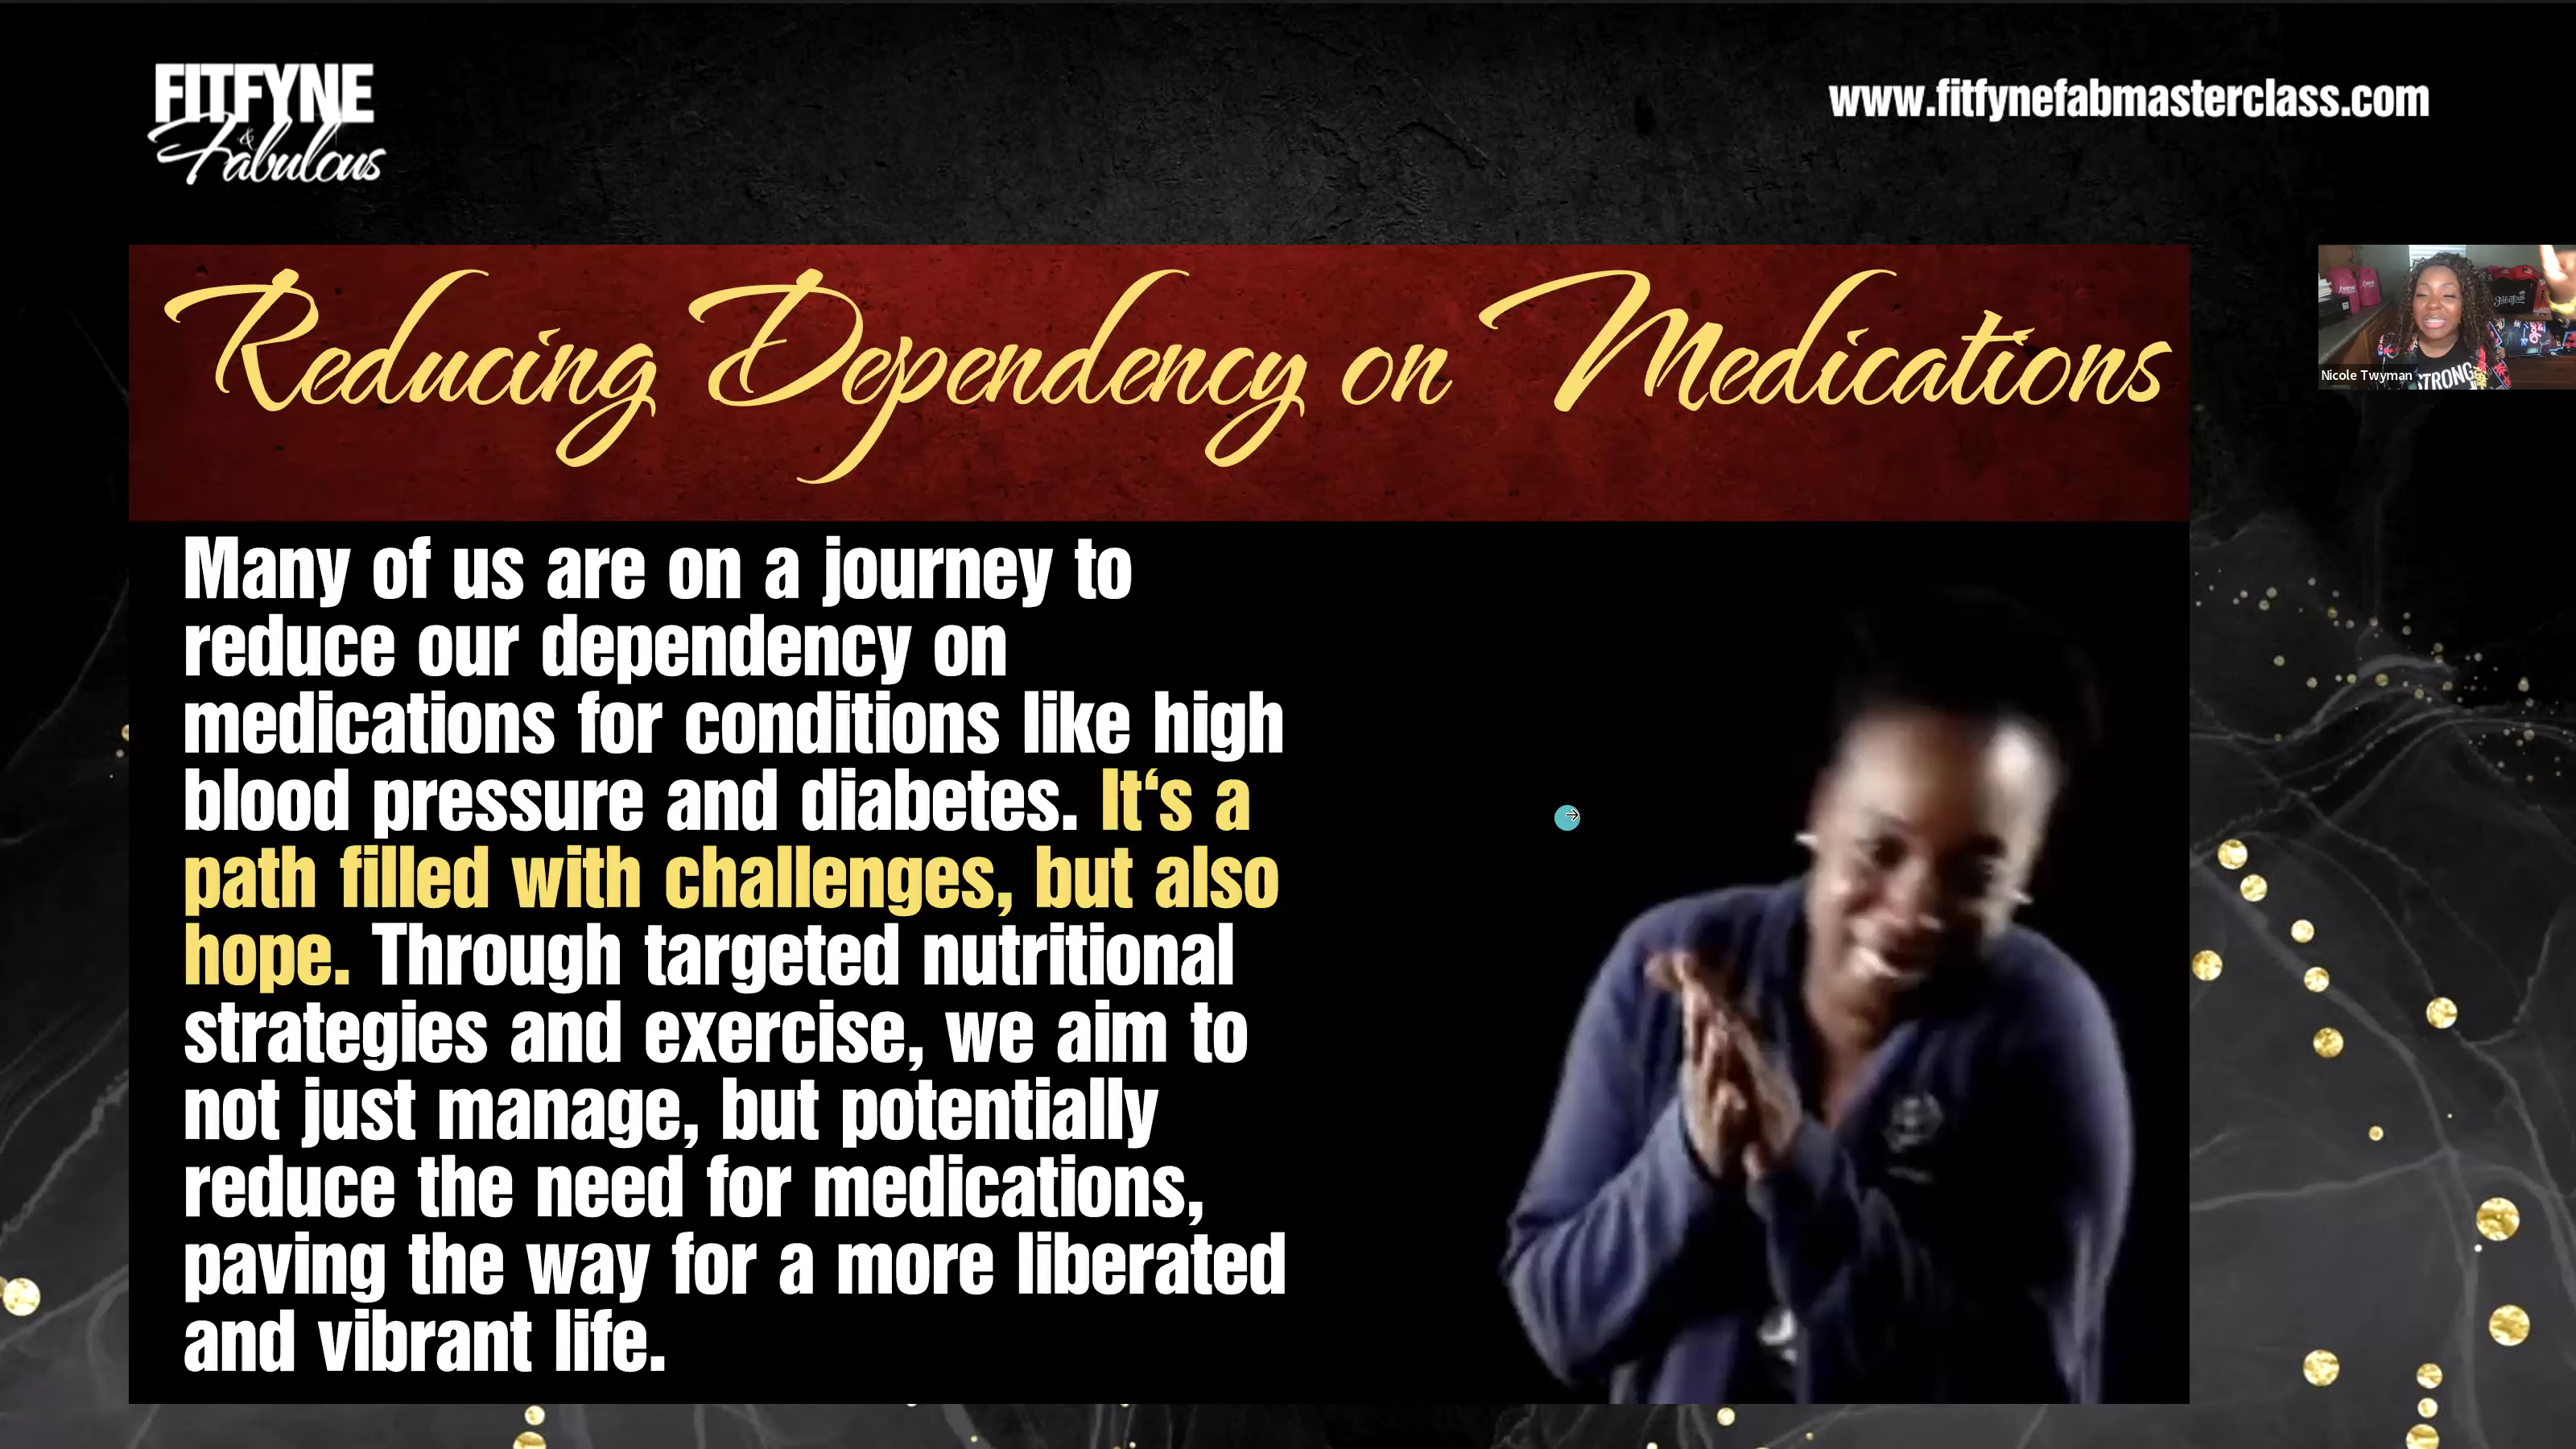 FITFYNE
& Fabulous
www.fitfynefabmasterclass.com
Reducing Dependency on Medications
Many of us are on a journey to
reduce our dependency on
medications for conditions like high
blood pressure and diabetes. It‘s a
path filled with challenges, but also
hope. Through targeted nutritional
strategies and exercise, we aim to
not just manage, but potentially
reduce the need for medications,
paving the way for a more liberated
and vibrant life.
Nicole Twyman